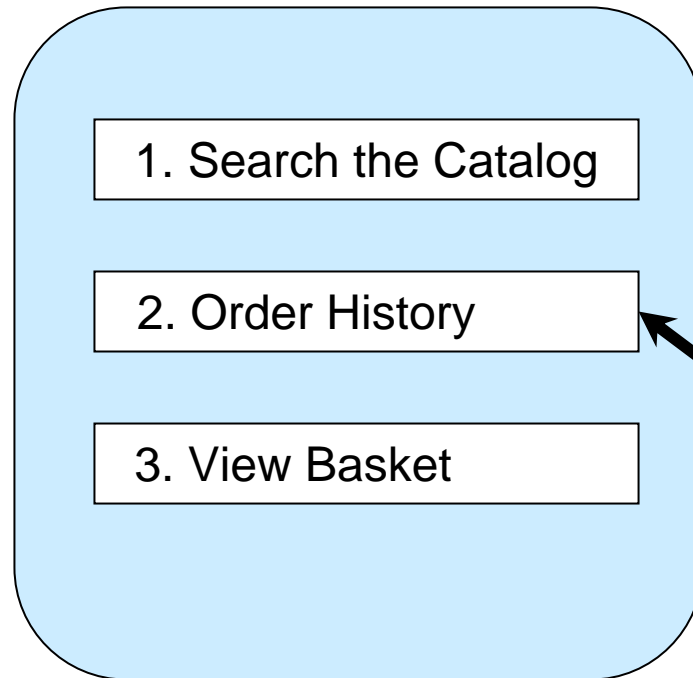 1. Search the Catalog
2. Order History
3. View Basket